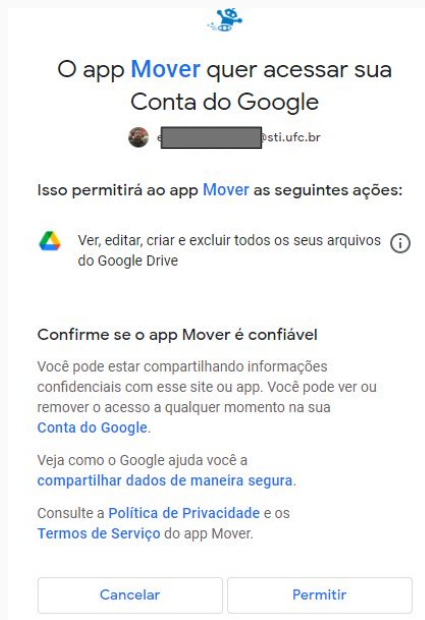 O app Mover quer acessar sua
Conta do Google
e @sti.ufc.br
Isso permitirá ao app Mover as seguintes ações:
Ver, editar, criar e excluir todos os seus arquivos
do Google Drive
Confirme se o app Mover é confiável
Você pode estar compartilhando informações
confidenciais com esse site ou app. Você pode ver ou
remover o acesso a qualquer momento na sua
Conta do Google.
Veja como o Google ajuda você a
compartilhar dados de maneira segura.
Consulte a Política de Privacidade e os
Termos de Serviço do app Mover.
Cancelar Permitir